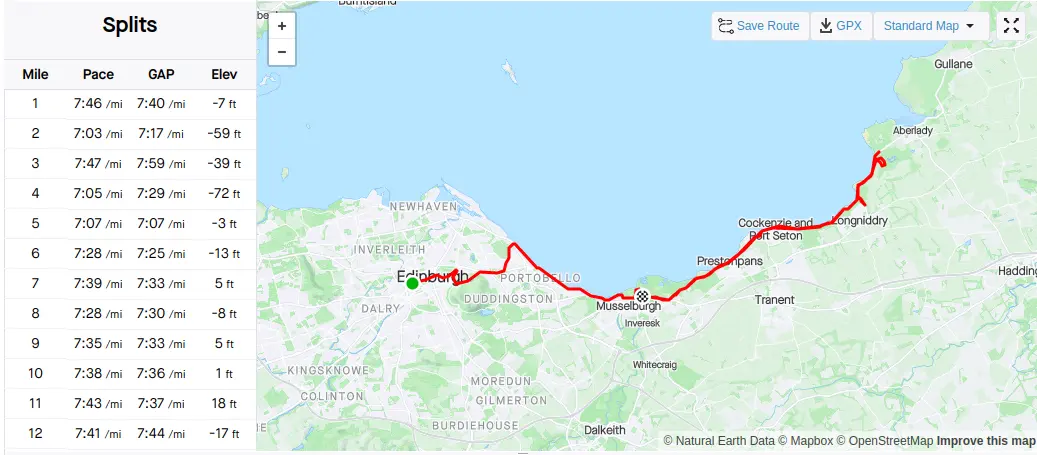 Splits
Mile Pace GAP Elev
1 7:46 /mi 7:40 /mi -7 ft
2 7:03 /mi 7:17 /mi -59 ft
3 7:47 /mi 7:59 /mi -39 ft
4 7:05 /mi 7:29 /mi -72 ft
5 7:07 /mi 7:07 /mi -3 ft
6 7:28 /mi 7:25 /mi -13 ft
7 7:39 /mi 7:33 /mi 5 ft
8 7:28 /mi 7:30 /mi -8 ft
9 7:35 /mi 7:33 /mi 5 ft
10 7:38 /mi 7:36 /mi 1 ft
11 7:43 /mi 7:37 /mi 18 ft
12 7:41 /mi 7:44 /mi -17 ft
+
−
Save Route
GPX
Standard Map
Gullane
Aberlady
NEWHAVEN
Longniddry
Cockenzie and
Port Seton
INVERLEITH
Prestonpans
Edinburgh
PORTOBELLO
Haddin
DUDDINGSTON
Tranent
DALRY
Musselburgh
Inveresk
Whitecraig
KINGSKNOWE
MOREDUN
COLINTON
GILMERTON
BURDIEHOUSE
Dalkeith
© Natural Earth Data © Mapbox © OpenStreetMap Improve this map